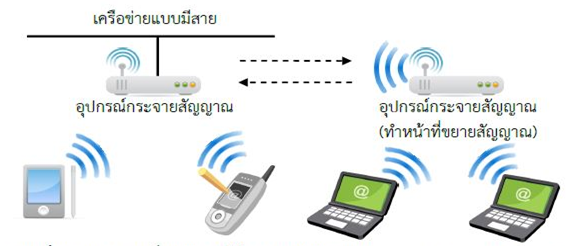 เครือข่ายแบบมีสาย
อุปกรณ์กระจายสัญญาณ
อุปกรณ์กระจายสัญญาณ
(ทำหน้าที่ขยายสัญญาณ)
@
@
@